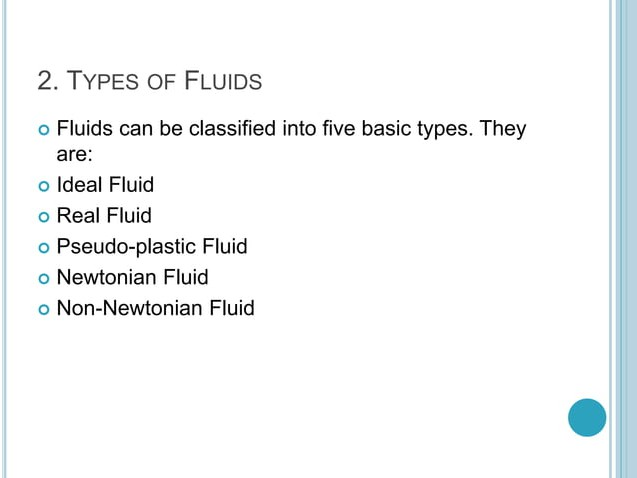 2. Types of Fluids
Fluids can be classified into five basic types. They
are:
Ideal Fluid
Real Fluid
Pseudo-plastic Fluid
Newtonian Fluid
Non-Newtonian Fluid